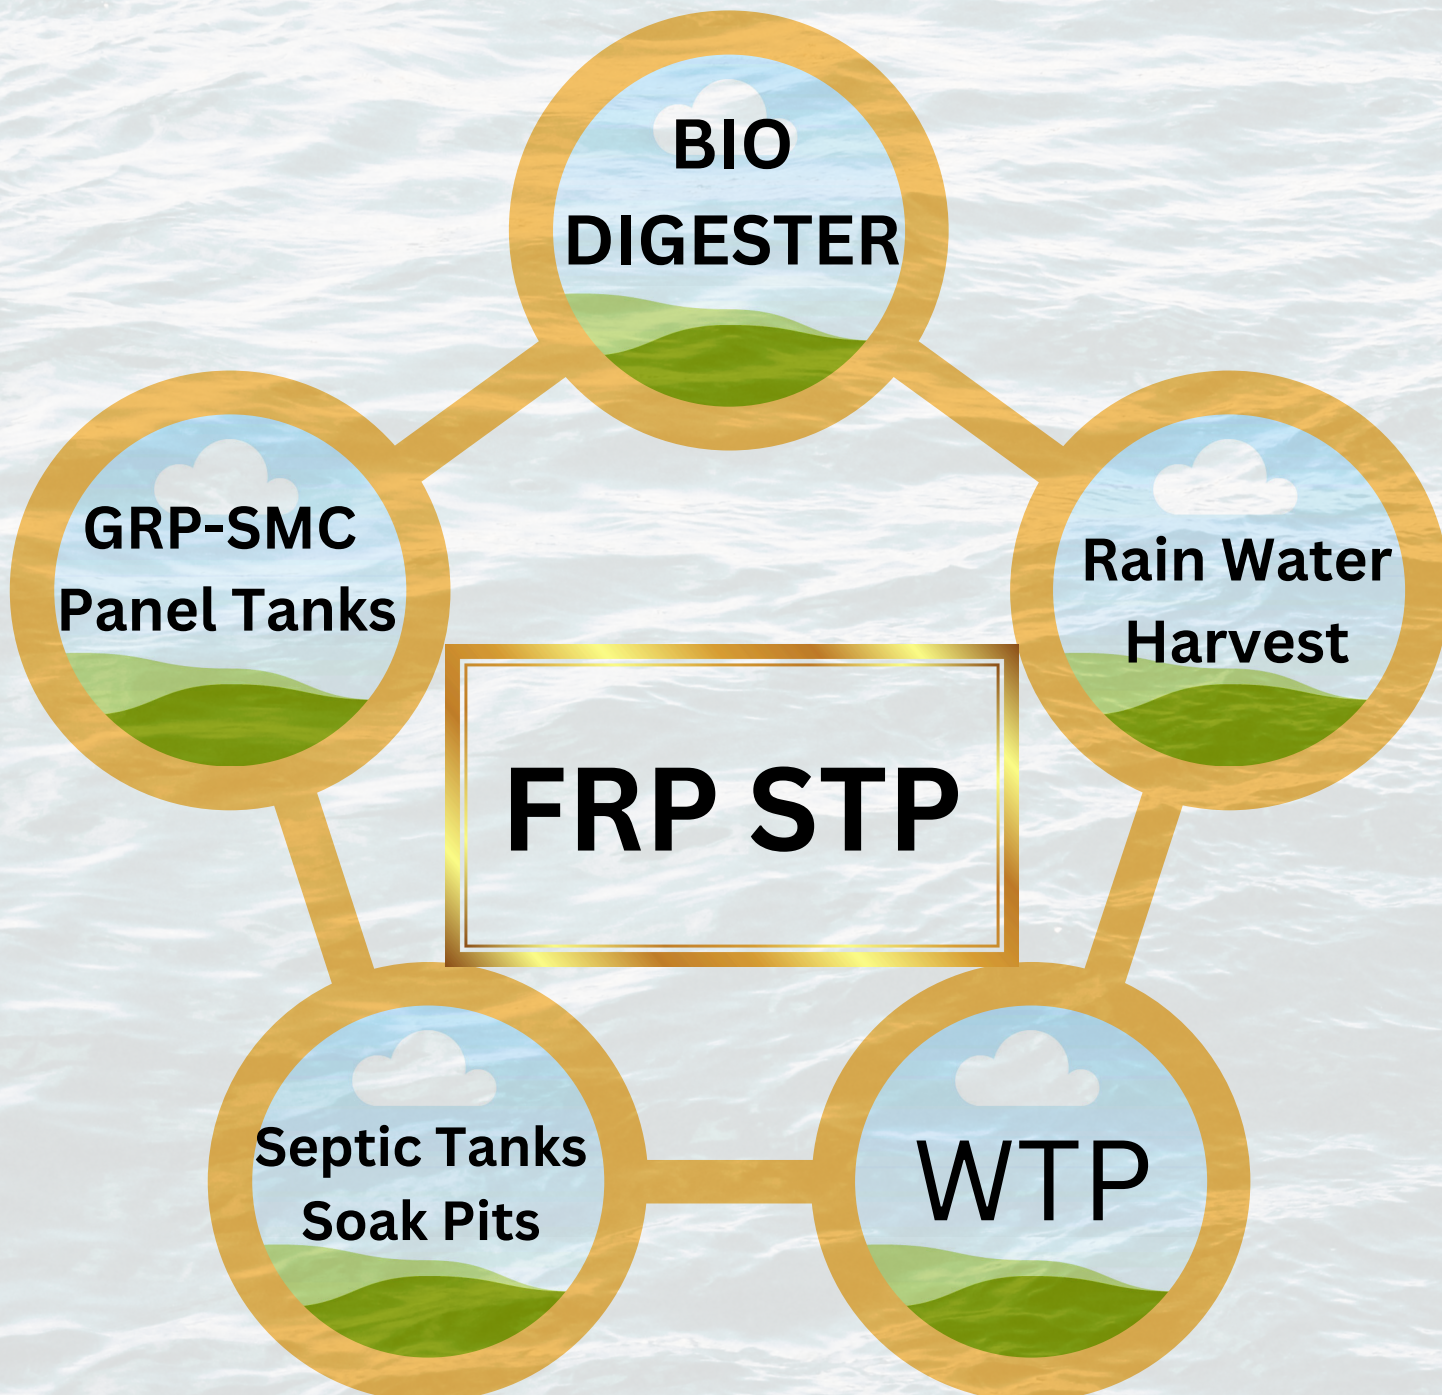 BIO
DIGESTER
GRP-SMC
Panel Tanks
Rain Water
Harvest
FRP STP
Septic Tanks
Soak Pits
WTP